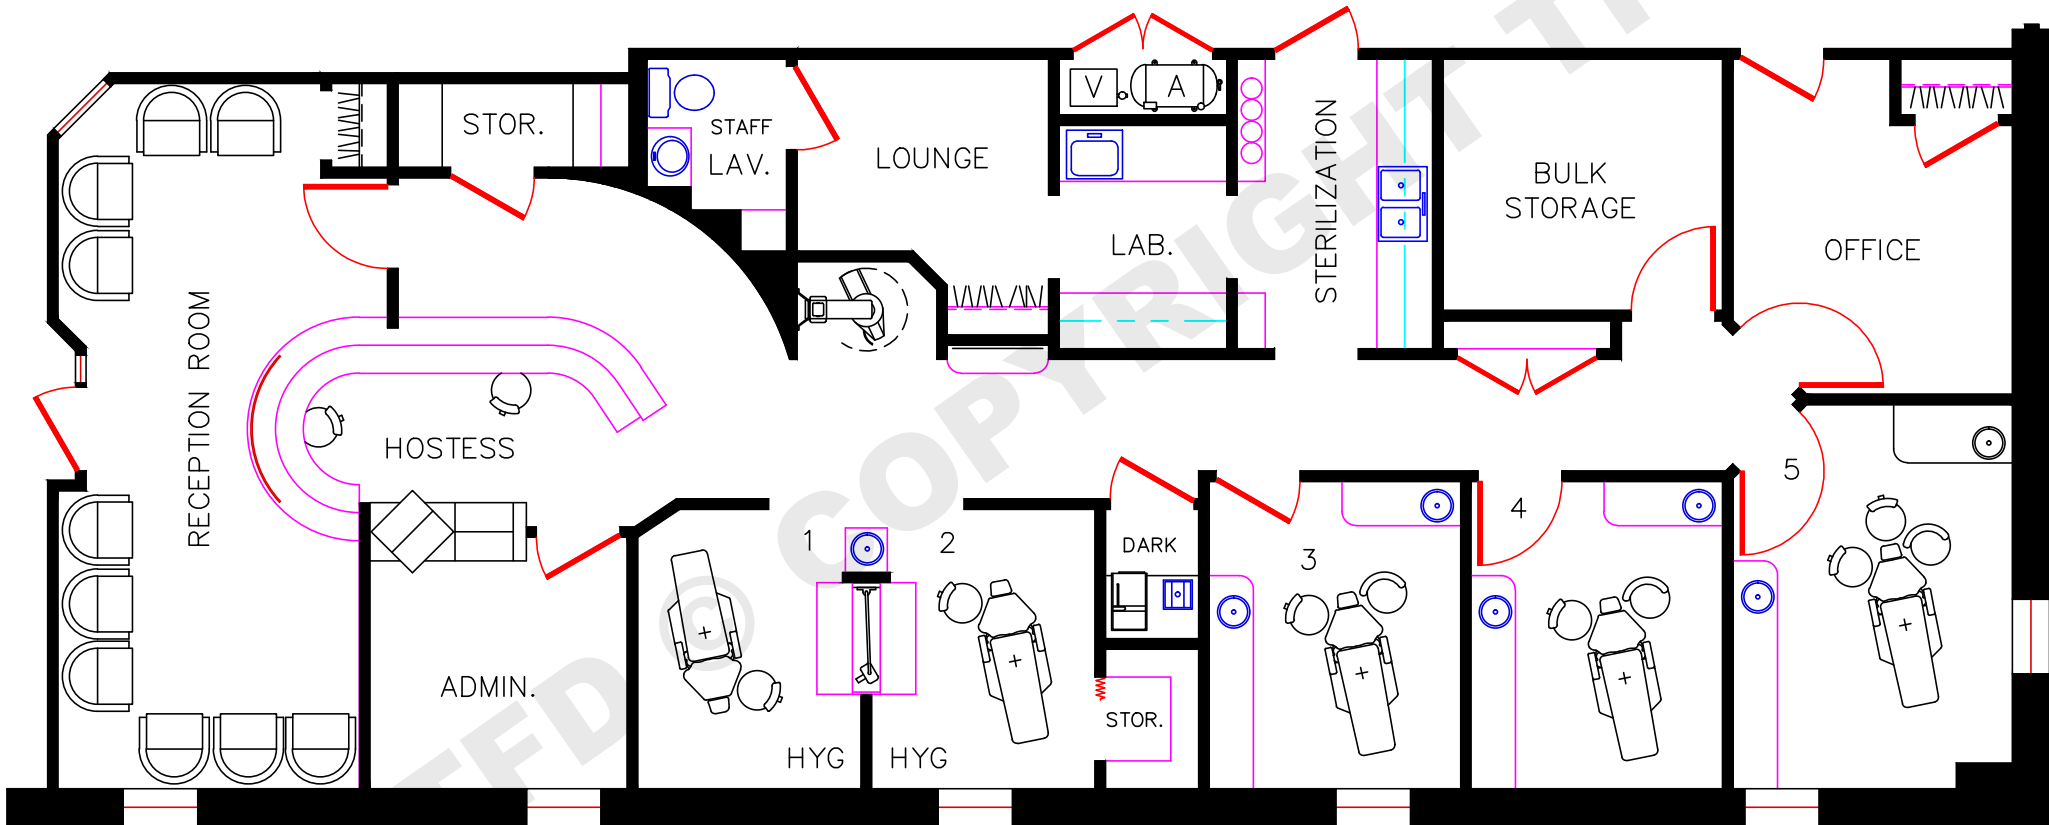 STOR.
STAFF
LAV.
LOUNGE
V
A
LAB.
STERILIZATION
BULK
STORAGE
OFFICE
RECEPTION ROOM
HOSTESS
ADMIN.
1
2
HYG
HYG
DARK
STOR.
3
4
5
TFD © COPYRIGHT